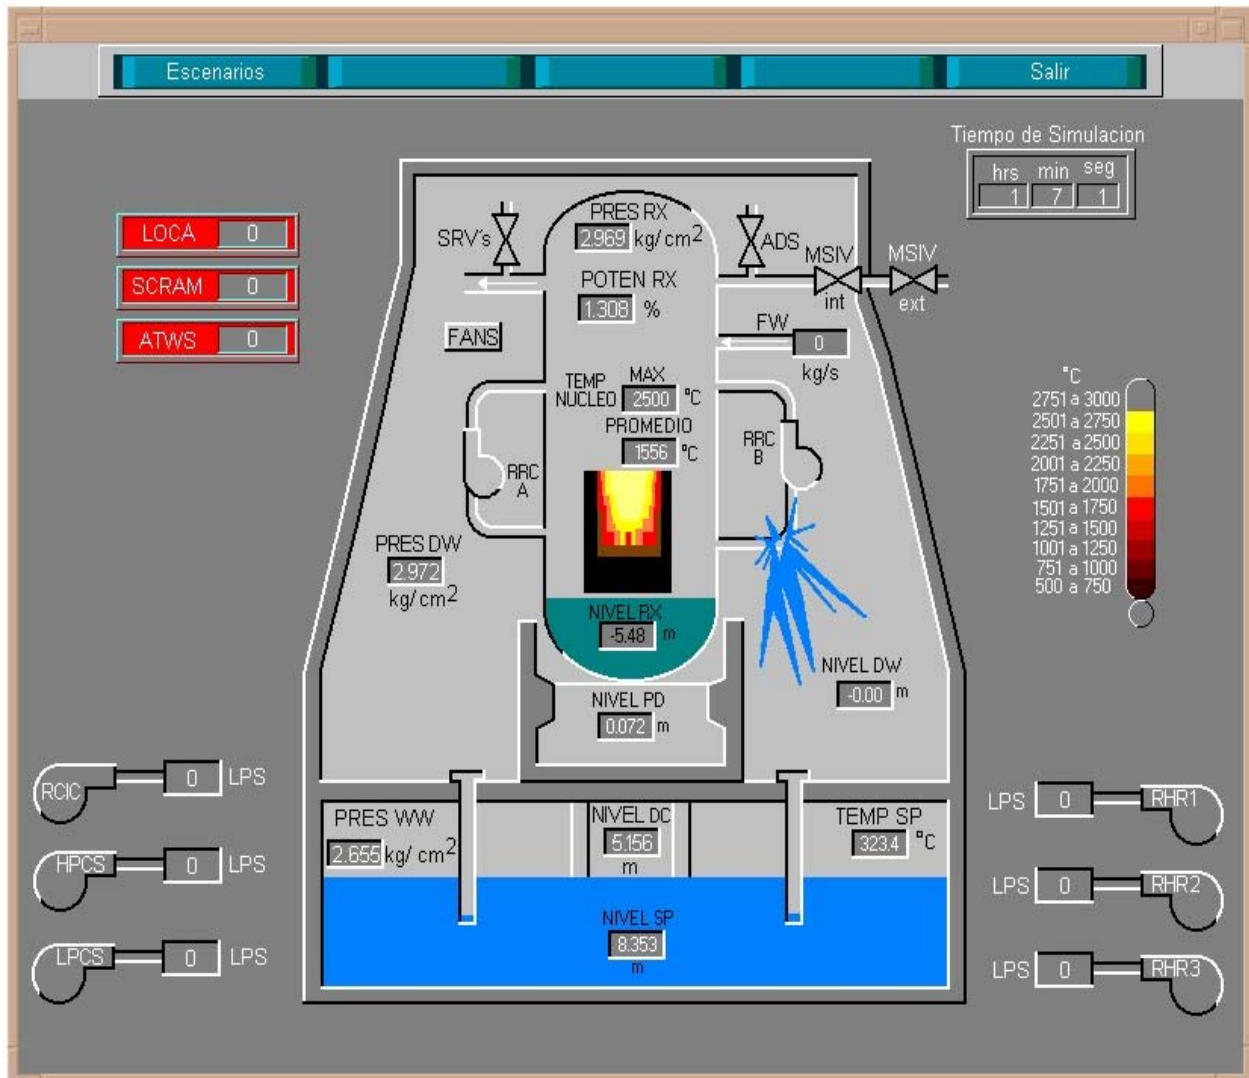 Escenarios
Salir
Tiempo de Simulacion
hrs min seg
1 7 1
LOCA 0
SCRAM 0
ATWS 0
PRES RX
2.969 kg/cm²
SRV's
ADS
MSIV
int
MSIV
ext
POTEN RX
1.308 %
FANS
FW
0
kg/s
TEMP
NUCLEO
MAX
2500 °C
PROMEDIO
1556 °C
RRC
A
RRC
B
°C
2751 a 3000
2501 a 2750
2251 a 2500
2001 a 2250
1751 a 2000
1501 a 1750
1251 a 1500
1001 a 1250
751 a 1000
500 a 750
PRES DW
2.972
kg/cm²
NIVEL RX
-5.48 m
NIVEL DW
-0.00 m
NIVEL PD
0.072 m
RCIC 0 LPS
HPCS 0 LPS
LPCS 0 LPS
PRES WW
2.655 kg/cm²
NIVEL DC
5.156
m
TEMP SP
323.4 °C
NIVEL SP
8.353
m
LPS 0 RHR1
LPS 0 RHR2
LPS 0 RHR3